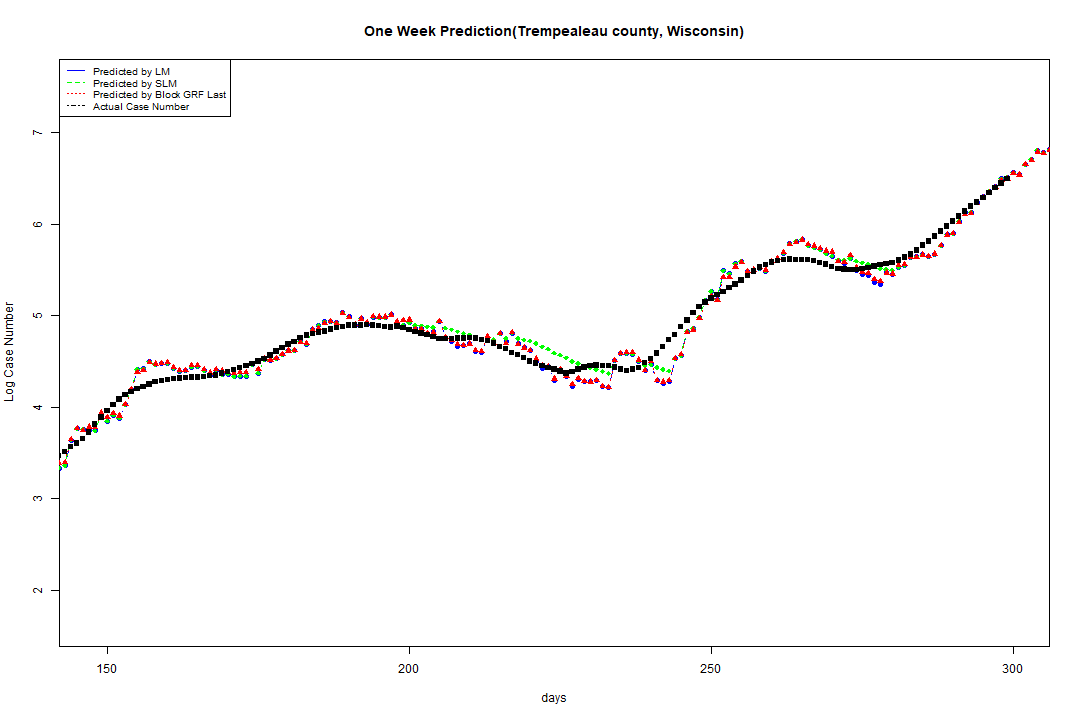 One Week Prediction(Trempealeau county, Wisconsin)
Predicted by LM
Predicted by SLM
Predicted by Block GRF Last
Actual Case Number
7
6
5
4
3
2
Log Case Number
150 200 250 300
days